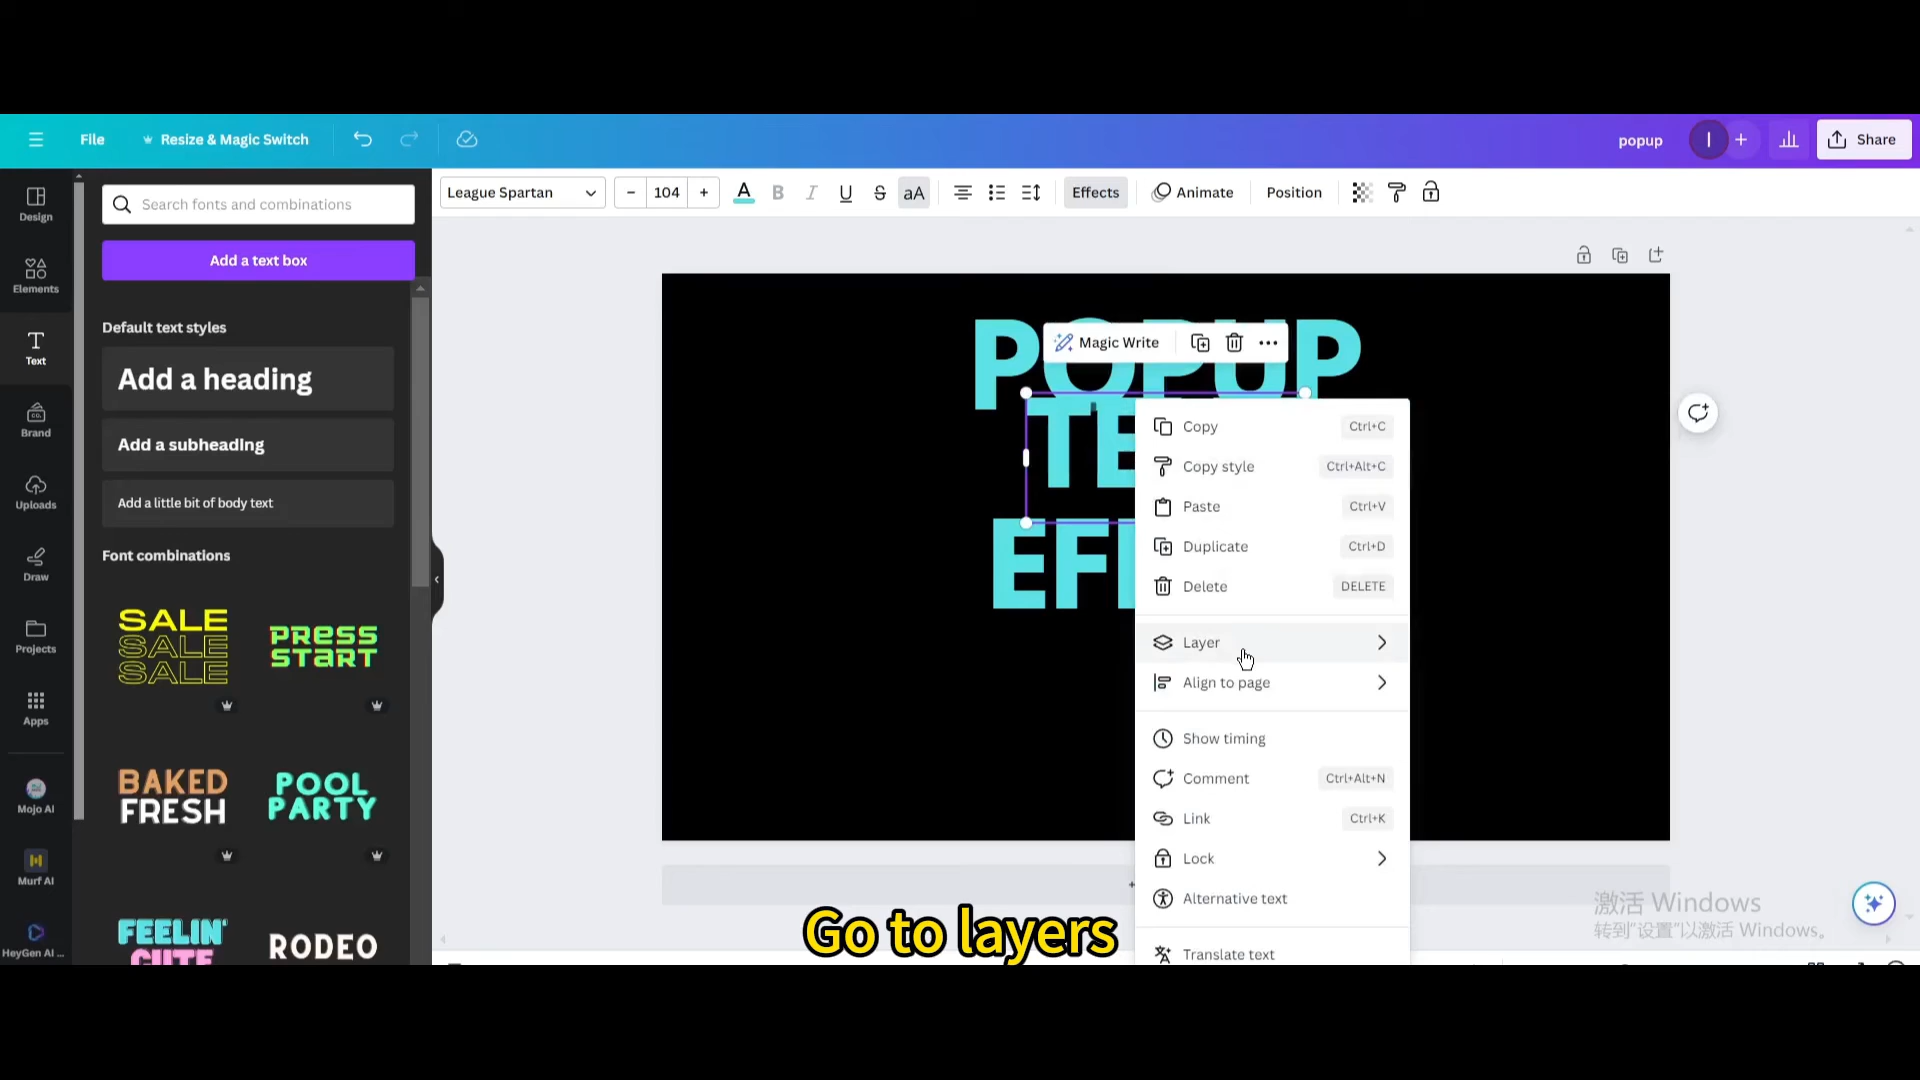 File
Resize & Magic Switch
popup
I
Share
Design
Elements
Text
Brand
Uploads
Draw
Projects
Apps
Mojo AI
Murf AI
HeyGen AI ...
Search fonts and combinations
Add a text box
Default text styles
Add a heading
Add a subheading
Add a little bit of body text
Font combinations
SALE
SALE
SALE
PRESS
START
BAKED
FRESH
POOL
PARTY
FEELIN'
CUTE
RODEO
League Spartan
104
aA
Effects
Animate
Position
POPUP
Magic Write
TE
EFF
Copy Ctrl+C
Copy style Ctrl+Alt+C
Paste Ctrl+V
Duplicate Ctrl+D
Delete DELETE
Layer
Align to page
Show timing
Comment Ctrl+Alt+N
Link Ctrl+K
Lock
Alternative text
Translate text
激活 Windows
转到"设置"以激活 Windows。
Go to layers